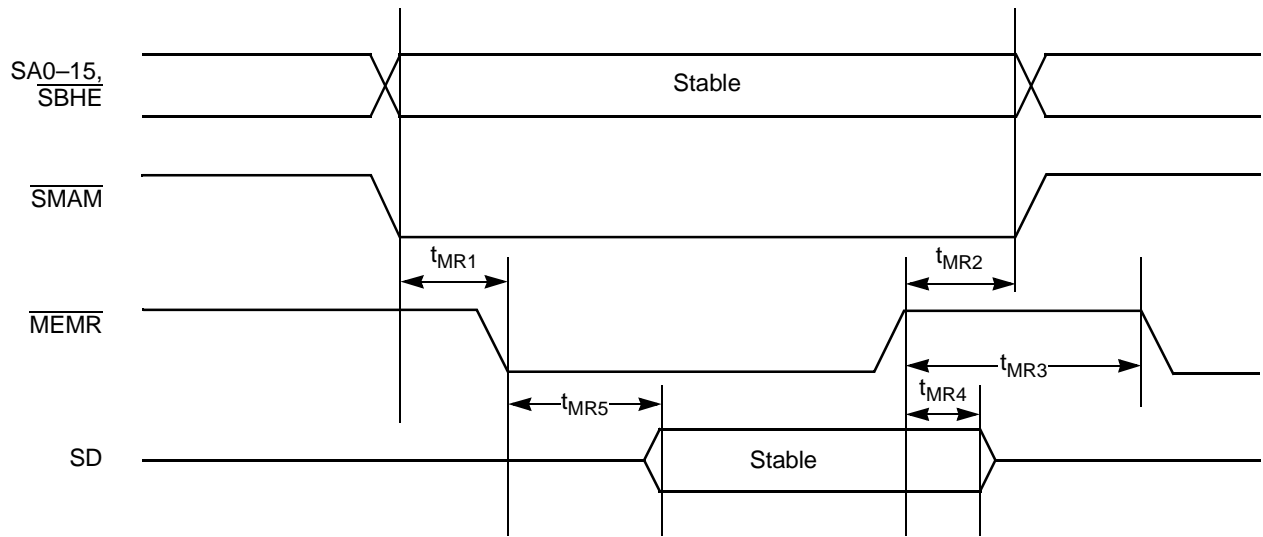 SA0–15,
SBHE
Stable
SMAM
tMR1
tMR2
MEMR
tMR3
tMR5
tMR4
SD
Stable